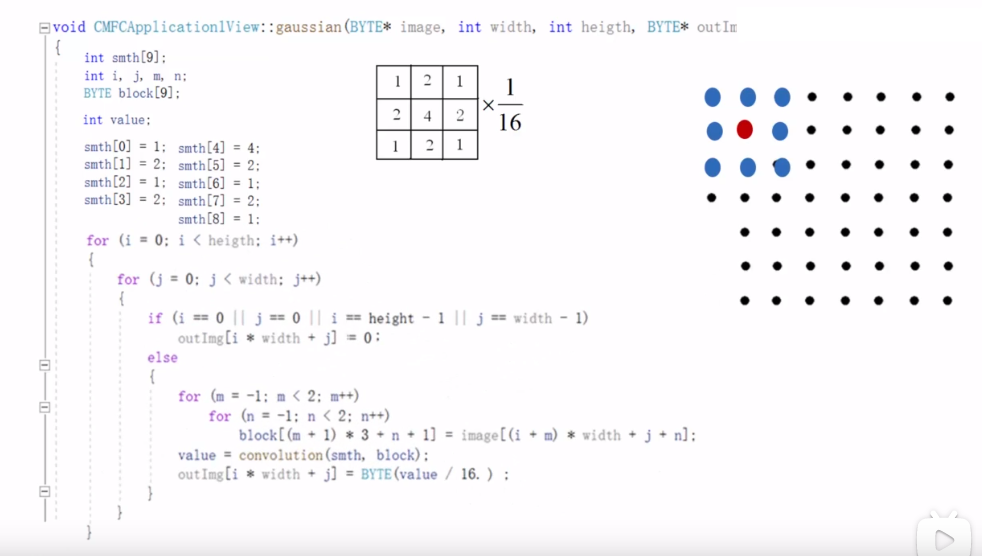 void CMFCApplication1View::gaussian(BYTE* image, int width, int heigth, BYTE* outIm
{
int smth[9];
int i, j, m, n;
BYTE block[9];
int value;
smth[0] = 1; smth[4] = 4;
smth[1] = 2; smth[5] = 2;
smth[2] = 1; smth[6] = 1;
smth[3] = 2; smth[7] = 2;
smth[8] = 1;
1 2 1
2 4 2
1 2 1
× 1/16
for (i = 0; i < heigth; i++)
{
for (j = 0; j < width; j++)
{
if (i == 0 || j == 0 || i == height - 1 || j == width - 1)
outImg[i * width + j] = 0;
else
{
for (m = -1; m < 2; m++)
for (n = -1; n < 2; n++)
block[(m + 1) * 3 + n + 1] = image[(i + m) * width + j + n];
value = convolution(smth, block);
outImg[i * width + j] = BYTE(value / 16. ) ;
}
}
}